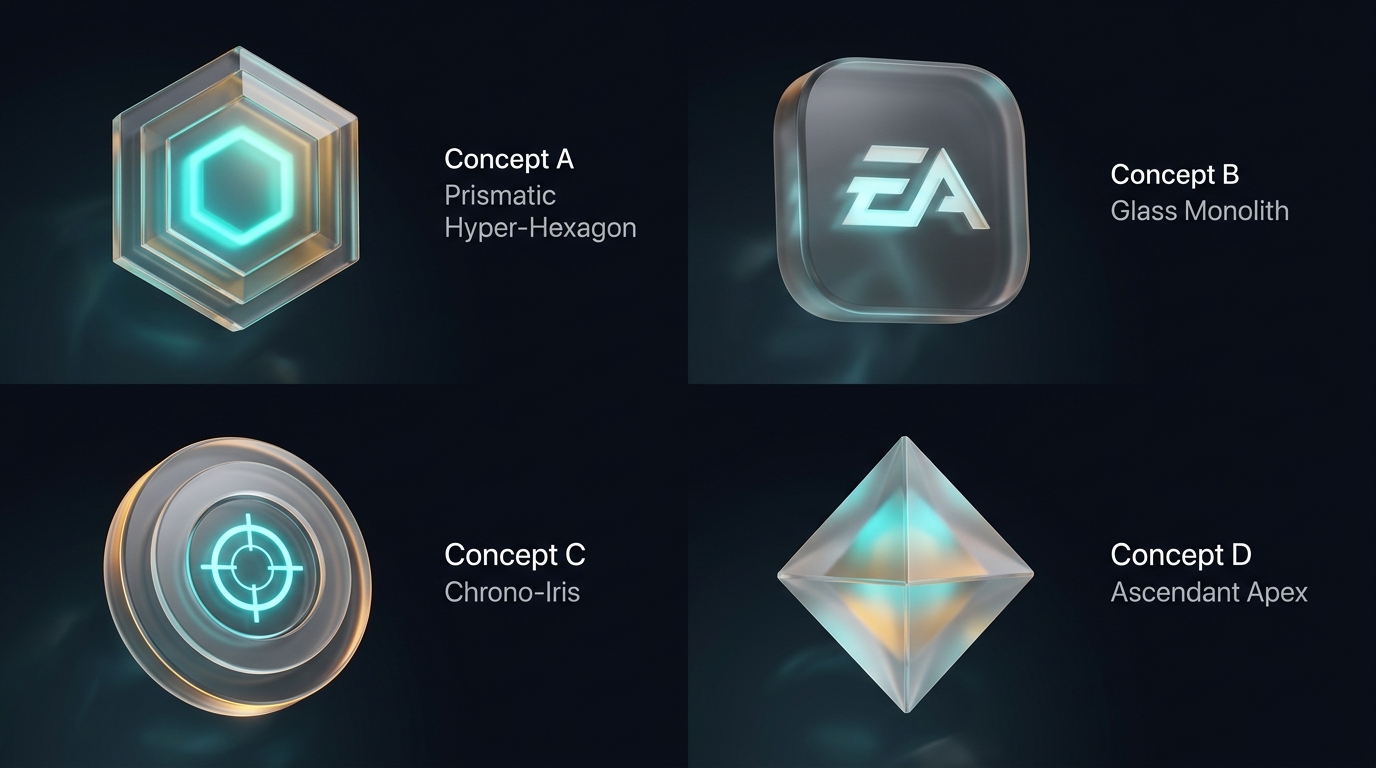 Concept A
Prismatic
Hyper-Hexagon
EA
Concept B
Glass Monolith
Concept C
Chrono-Iris
Concept D
Ascendant Apex